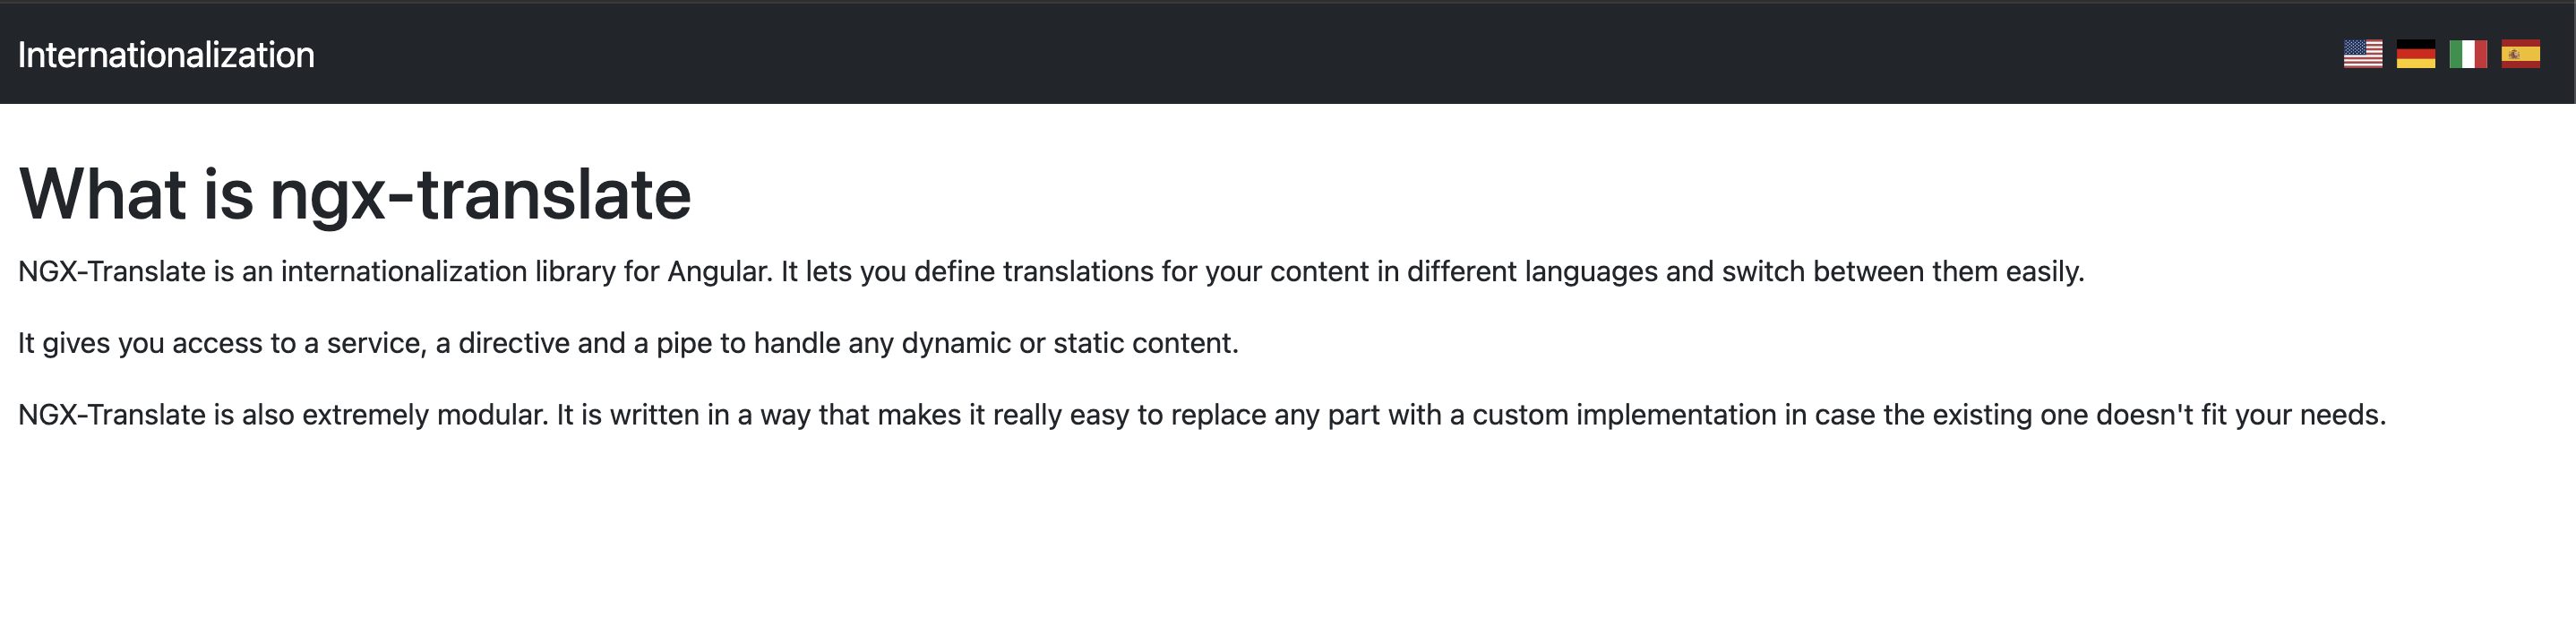 Internationalization
What is ngx-translate
NGX-Translate is an internationalization library for Angular. It lets you define translations for your content in different languages and switch between them easily.
It gives you access to a service, a directive and a pipe to handle any dynamic or static content.
NGX-Translate is also extremely modular. It is written in a way that makes it really easy to replace any part with a custom implementation in case the existing one doesn't fit your needs.